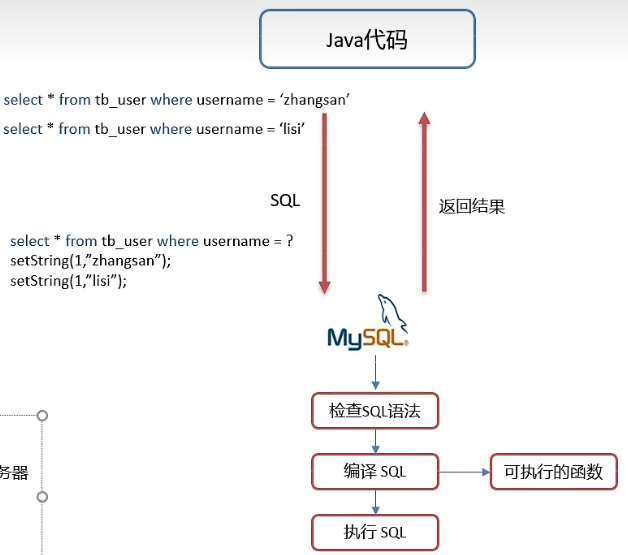 Java代码
select * from tb_user where username = ‘zhangsan’
select * from tb_user where username = ‘lisi’
SQL
返回结果
select * from tb_user where username = ?
setString(1,”zhangsan”);
setString(1,”lisi”);
MySQL®
检查SQL语法
编译 SQL
可执行的函数
务器
执行 SQL